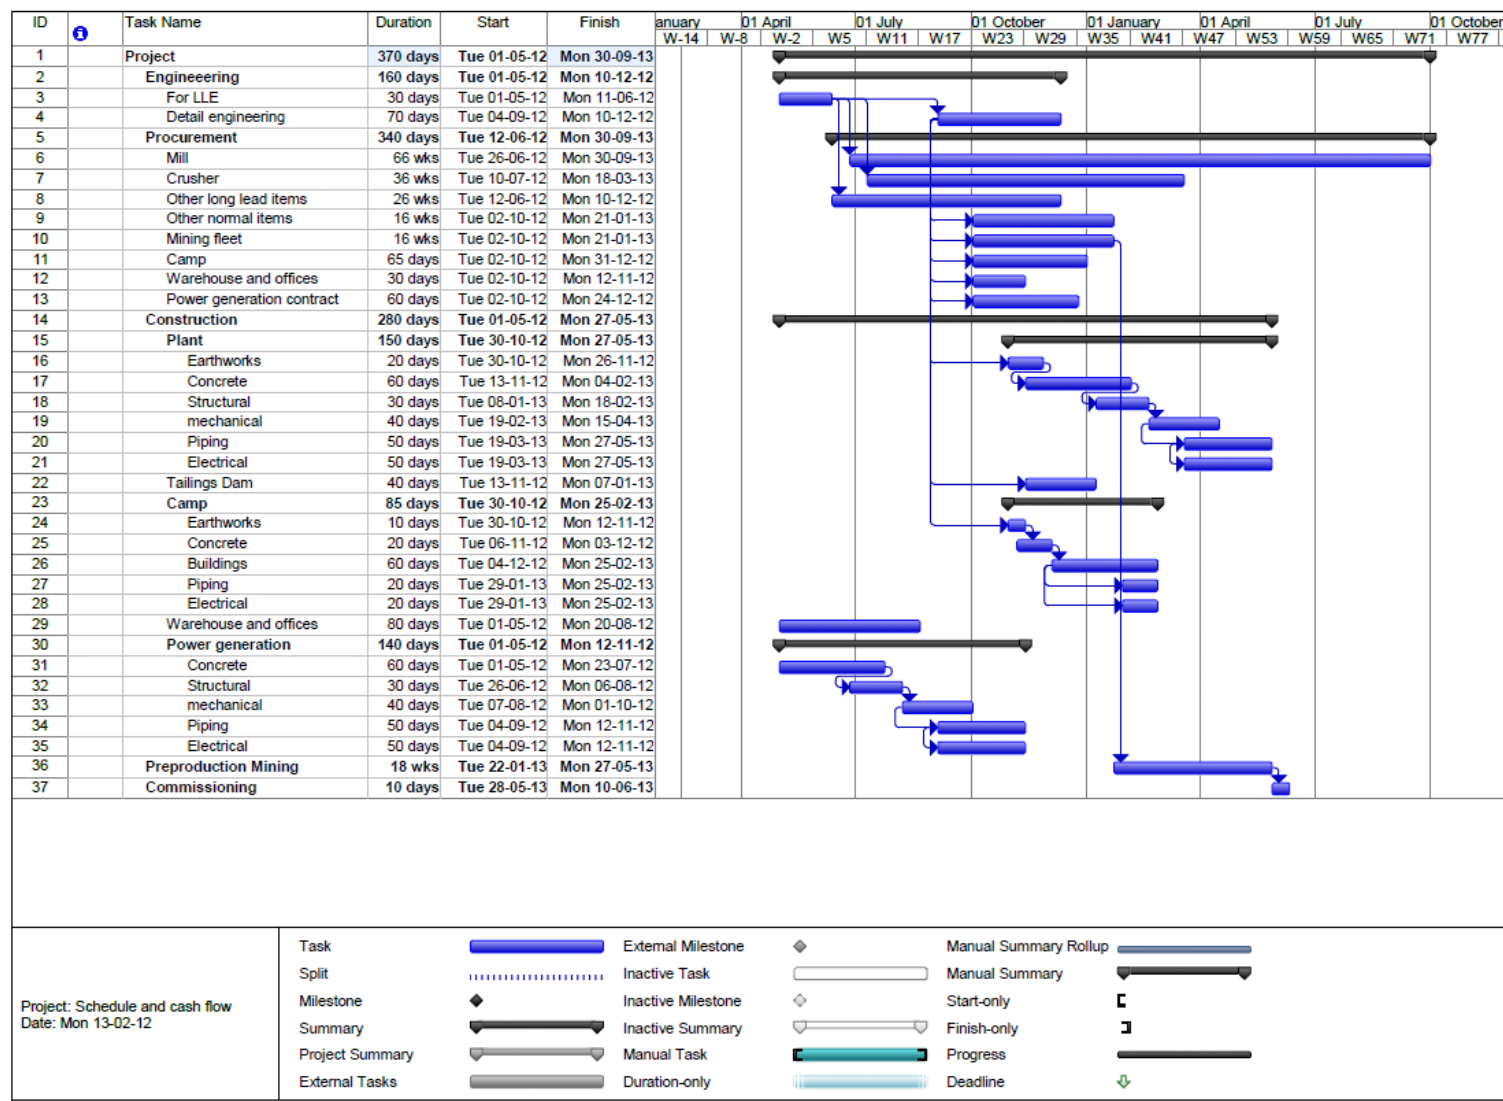 ID Task Name Duration Start Finish anuary 01 April 01 July 01 October 01 January 01 April 01 July 01 October
W-14 W-8 W-2 W5 W11 W17 W23 W29 W35 W41 W47 W53 W59 W65 W71 W77
1 Project 370 days Tue 01-05-12 Mon 30-09-13
2 Engineeering 160 days Tue 01-05-12 Mon 10-12-12
3 For LLE 30 days Tue 01-05-12 Mon 11-06-12
4 Detail engineering 70 days Tue 04-09-12 Mon 10-12-12
5 Procurement 340 days Tue 12-06-12 Mon 30-09-13
6 Mill 66 wks Tue 26-06-12 Mon 30-09-13
7 Crusher 36 wks Tue 10-07-12 Mon 18-03-13
8 Other long lead items 26 wks Tue 12-06-12 Mon 10-12-12
9 Other normal items 16 wks Tue 02-10-12 Mon 21-01-13
10 Mining fleet 16 wks Tue 02-10-12 Mon 21-01-13
11 Camp 65 days Tue 02-10-12 Mon 31-12-12
12 Warehouse and offices 30 days Tue 02-10-12 Mon 12-11-12
13 Power generation contract 60 days Tue 02-10-12 Mon 24-12-12
14 Construction 280 days Tue 01-05-12 Mon 27-05-13
15 Plant 150 days Tue 30-10-12 Mon 27-05-13
16 Earthworks 20 days Tue 30-10-12 Mon 26-11-12
17 Concrete 60 days Tue 13-11-12 Mon 04-02-13
18 Structural 30 days Tue 08-01-13 Mon 18-02-13
19 mechanical 40 days Tue 19-02-13 Mon 15-04-13
20 Piping 50 days Tue 19-03-13 Mon 27-05-13
21 Electrical 50 days Tue 19-03-13 Mon 27-05-13
22 Tailings Dam 40 days Tue 13-11-12 Mon 07-01-13
23 Camp 85 days Tue 30-10-12 Mon 25-02-13
24 Earthworks 10 days Tue 30-10-12 Mon 12-11-12
25 Concrete 20 days Tue 06-11-12 Mon 03-12-12
26 Buildings 60 days Tue 04-12-12 Mon 25-02-13
27 Piping 20 days Tue 29-01-13 Mon 25-02-13
28 Electrical 20 days Tue 29-01-13 Mon 25-02-13
29 Warehouse and offices 80 days Tue 01-05-12 Mon 20-08-12
30 Power generation 140 days Tue 01-05-12 Mon 12-11-12
31 Concrete 60 days Tue 01-05-12 Mon 23-07-12
32 Structural 30 days Tue 26-06-12 Mon 06-08-12
33 mechanical 40 days Tue 07-08-12 Mon 01-10-12
34 Piping 50 days Tue 04-09-12 Mon 12-11-12
35 Electrical 50 days Tue 04-09-12 Mon 12-11-12
36 Preproduction Mining 18 wks Tue 22-01-13 Mon 27-05-13
37 Commissioning 10 days Tue 28-05-13 Mon 10-06-13
Project: Schedule and cash flow
Date: Mon 13-02-12
Task External Milestone Manual Summary Rollup
Split Inactive Task Manual Summary
Milestone Inactive Milestone Start-only
Summary Inactive Summary Finish-only
Project Summary Manual Task Progress
External Tasks Duration-only Deadline